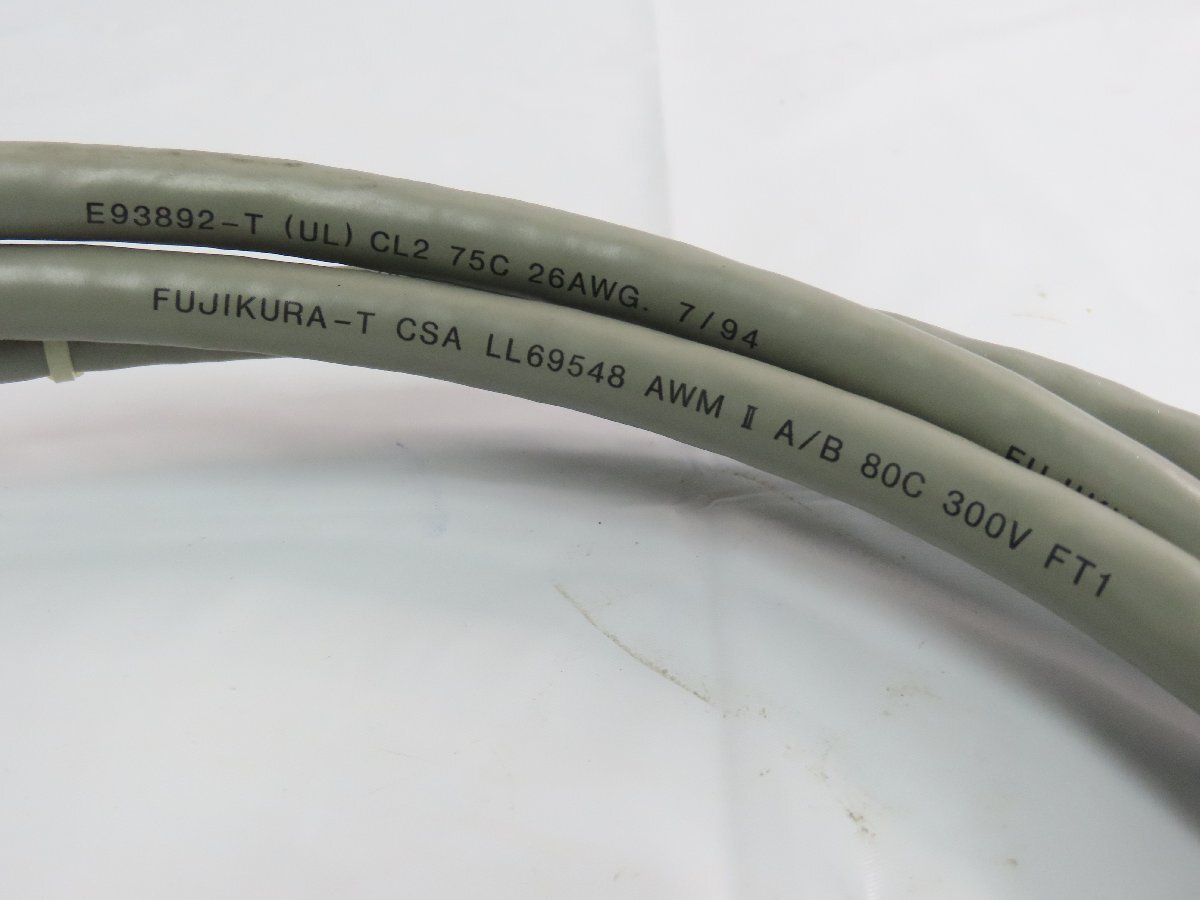 E93892-T (UL) CL2 75C 26AWG. 7/94
FUJIKURA-T CSA LL69548 AWM II A/B 80C 300V FT1